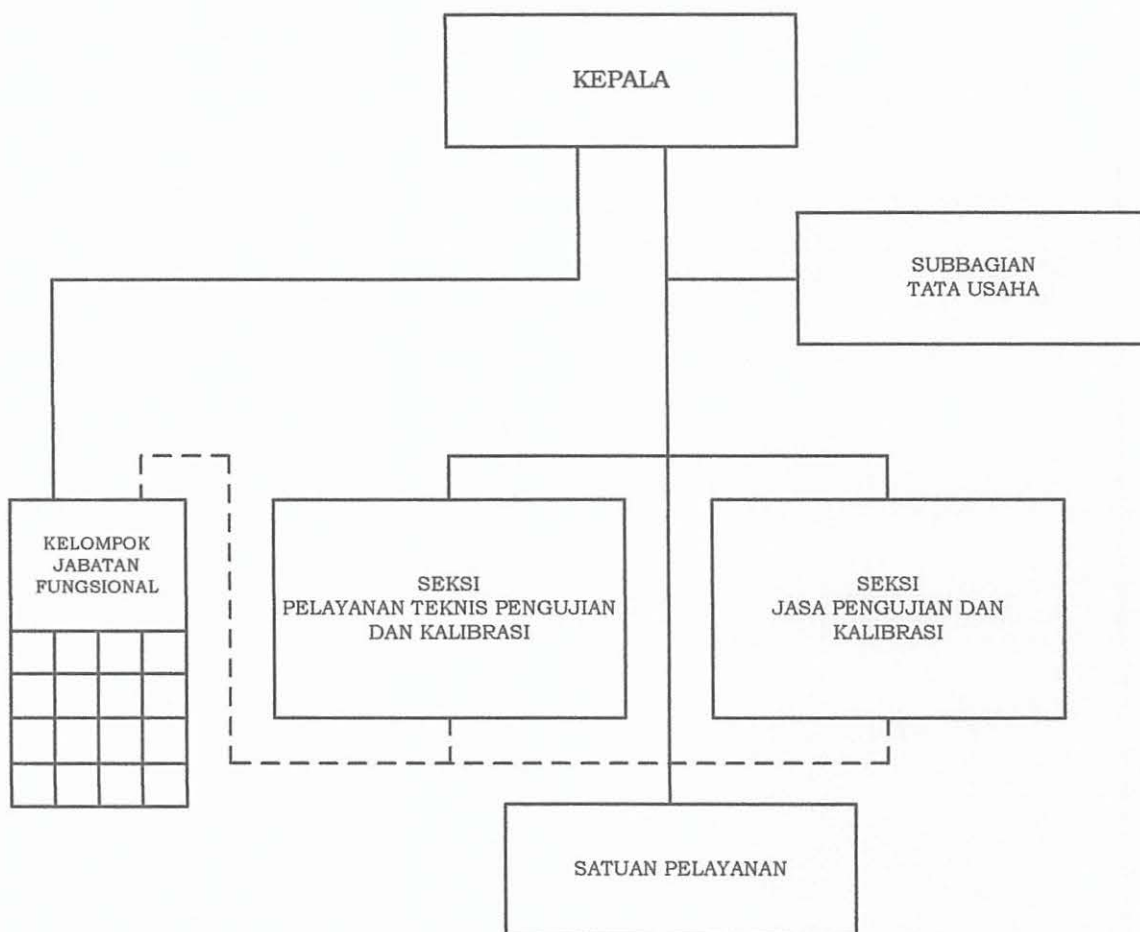 KEPALA
SUBBAGIAN
TATA USAHA
KELOMPOK
JABATAN
FUNGSIONAL
SEKSI
PELAYANAN TEKNIS PENGUJIAN
DAN KALIBRASI
SEKSI
JASA PENGUJIAN DAN
KALIBRASI
SATUAN PELAYANAN